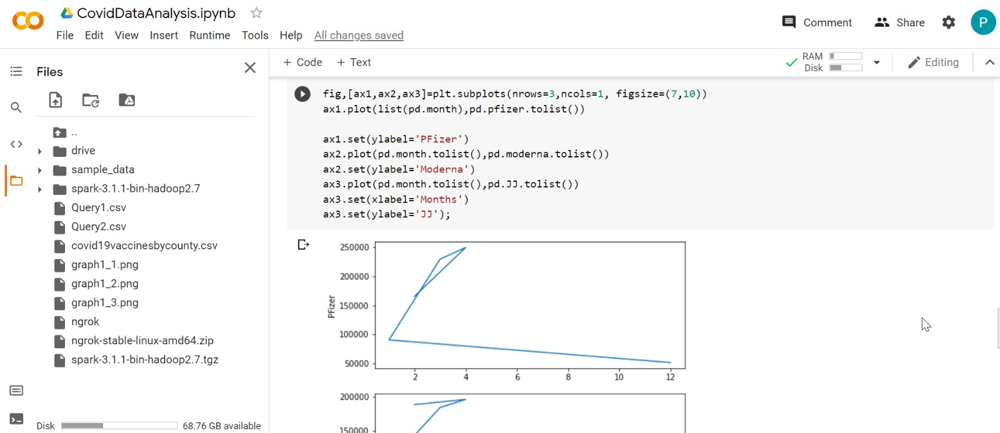 CovidDataAnalysis.ipynb
File Edit View Insert Runtime Tools Help All changes saved
Comment Share P
Files
+ Code + Text
RAM
Disk
Editing
..
drive
sample_data
spark-3.1.1-bin-hadoop2.7
Query1.csv
Query2.csv
covid19vaccinesbycounty.csv
graph1_1.png
graph1_2.png
graph1_3.png
ngrok
ngrok-stable-linux-amd64.zip
spark-3.1.1-bin-hadoop2.7.tgz
Disk 68.76 GB available
fig,[ax1,ax2,ax3]=plt.subplots(nrows=3,ncols=1, figsize=(7,10))
ax1.plot(list(pd.month),pd.pfizer.tolist())
ax1.set(ylabel='PFizer')
ax2.plot(pd.month.tolist(),pd.moderna.tolist())
ax2.set(ylabel='Moderna')
ax3.plot(pd.month.tolist(),pd.JJ.tolist())
ax3.set(xlabel='Months')
ax3.set(ylabel='JJ');
250000
200000
150000
100000
50000
PFizer
2 4 6 8 10 12
200000
150000